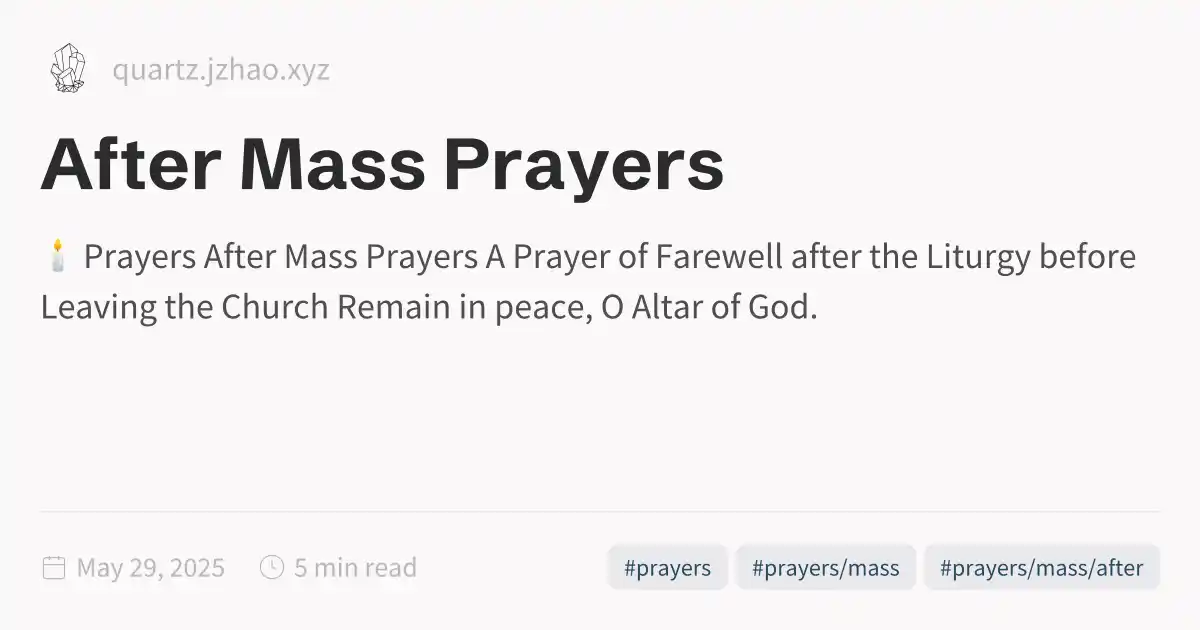 quartz.jzhao.xyz
After Mass Prayers
🕯️ Prayers After Mass Prayers A Prayer of Farewell after the Liturgy before
Leaving the Church Remain in peace, O Altar of God.
May 29, 2025 5 min read #prayers #prayers/mass #prayers/mass/after